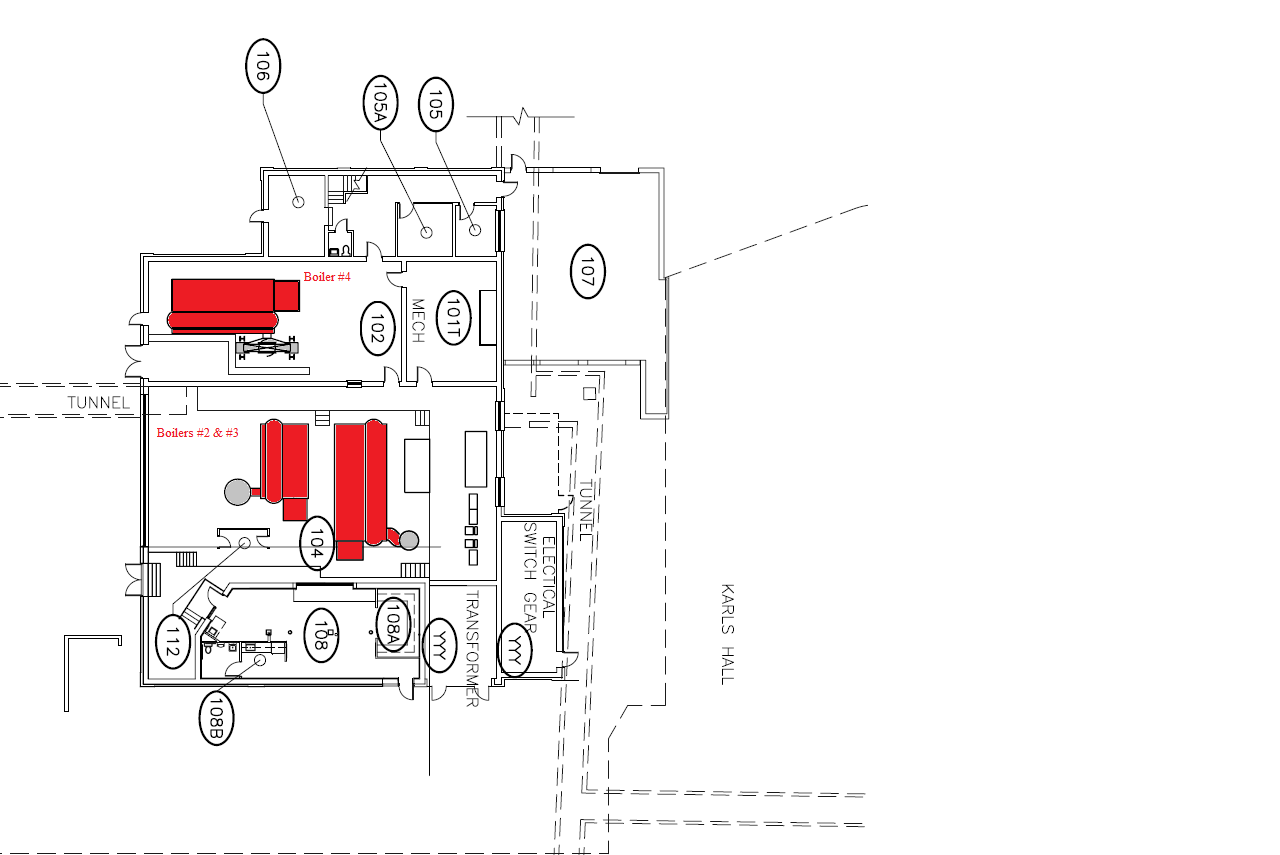 106
105A
105
107
Boiler #4
102
101T
MECH
TUNNEL
Boilers #2 & #3
104
TUNNEL
ELECTICAL
SWITCH GEAR
KARLS HALL
112
108
108A
YYY
TRANSFORMER
YYY
108B